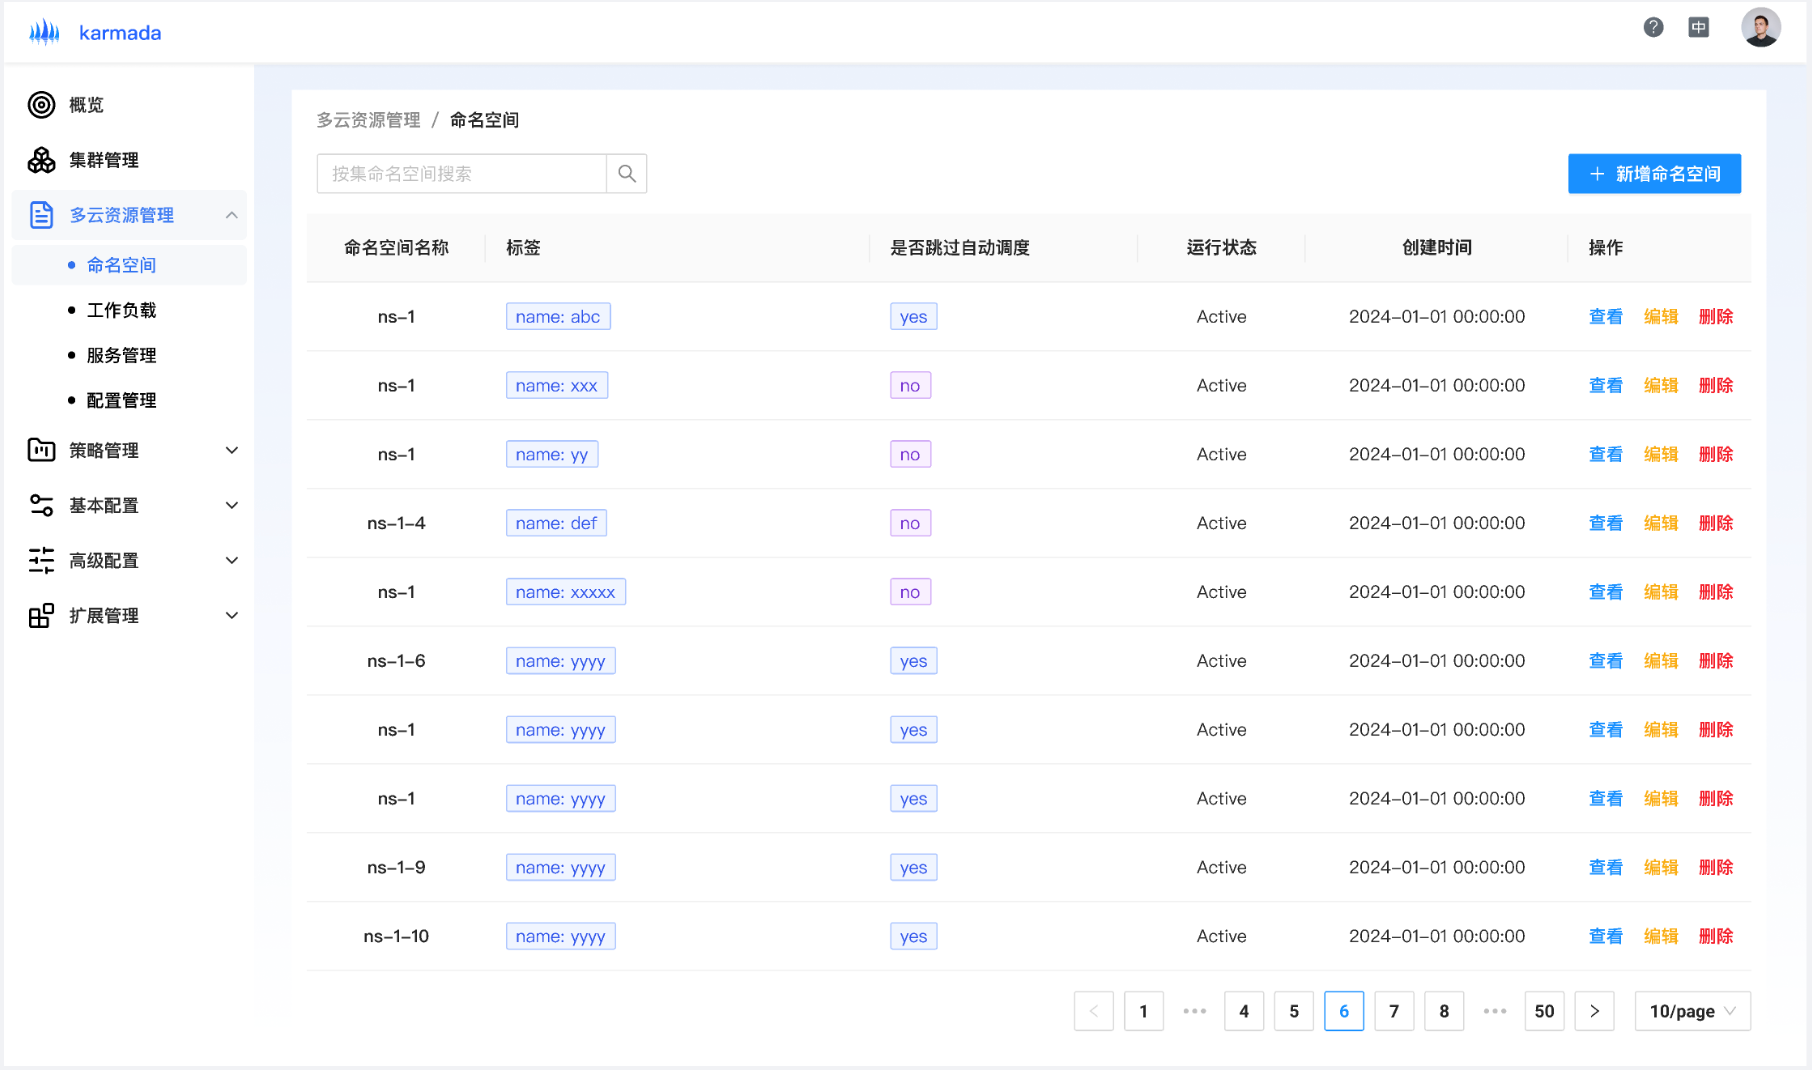 karmada
?
中
概览
集群管理
多云资源管理
命名空间
工作负载
服务管理
配置管理
策略管理
基本配置
高级配置
扩展管理
多云资源管理 / 命名空间
按集命名空间搜索
+ 新增命名空间
命名空间名称 标签 是否跳过自动调度 运行状态 创建时间 操作
ns-1 name: abc yes Active 2024-01-01 00:00:00 查看 编辑 删除
ns-1 name: xxx no Active 2024-01-01 00:00:00 查看 编辑 删除
ns-1 name: yy no Active 2024-01-01 00:00:00 查看 编辑 删除
ns-1-4 name: def no Active 2024-01-01 00:00:00 查看 编辑 删除
ns-1 name: xxxxx no Active 2024-01-01 00:00:00 查看 编辑 删除
ns-1-6 name: yyyy yes Active 2024-01-01 00:00:00 查看 编辑 删除
ns-1 name: yyyy yes Active 2024-01-01 00:00:00 查看 编辑 删除
ns-1 name: yyyy yes Active 2024-01-01 00:00:00 查看 编辑 删除
ns-1-9 name: yyyy yes Active 2024-01-01 00:00:00 查看 编辑 删除
ns-1-10 name: yyyy yes Active 2024-01-01 00:00:00 查看 编辑 删除
< 1 ••• 4 5 6 7 8 ••• 50 > 10/page